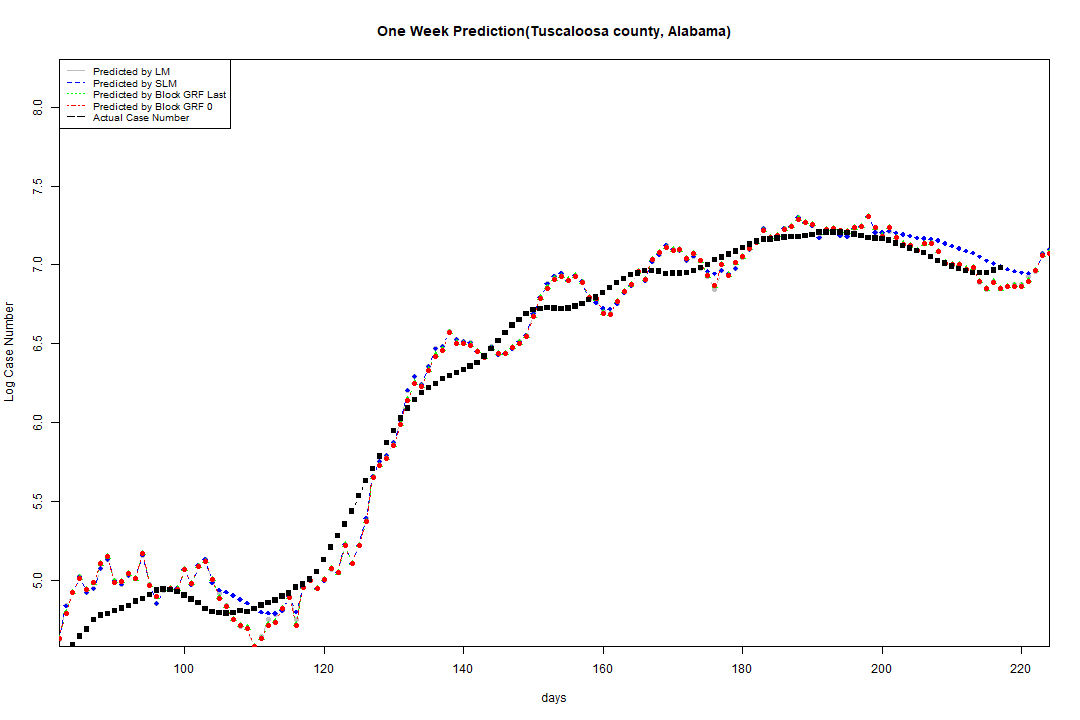 One Week Prediction(Tuscaloosa county, Alabama)
Predicted by LM
Predicted by SLM
Predicted by Block GRF Last
Predicted by Block GRF 0
Actual Case Number
8.0
7.5
7.0
6.5
6.0
5.5
5.0
Log Case Number
100 120 140 160 180 200 220
days